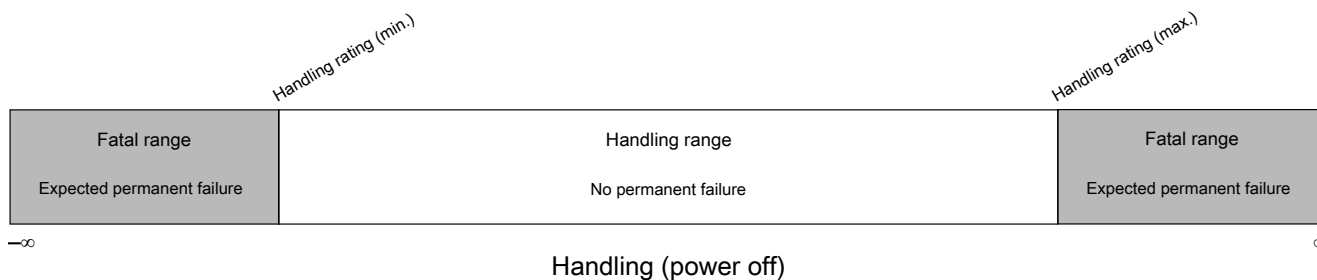 Handling rating (min.)
Handling rating (max.)
Fatal range
Handling range
Fatal range
Expected permanent failure
No permanent failure
Expected permanent failure
–∞
Handling (power off)